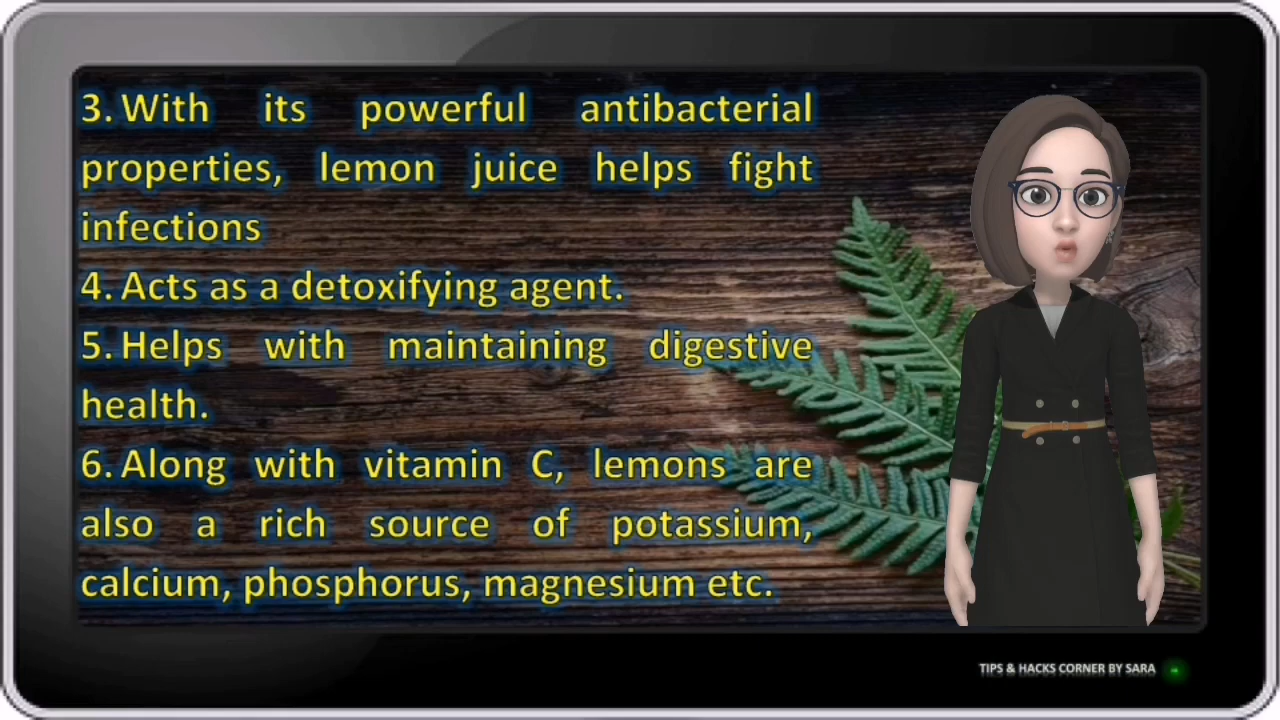 3. With its powerful antibacterial
properties, lemon juice helps fight
infections
4. Acts as a detoxifying agent.
5. Helps with maintaining digestive
health.
6. Along with vitamin C, lemons are
also a rich source of potassium,
calcium, phosphorus, magnesium etc.
TIPS & HACKS CORNER BY SARA